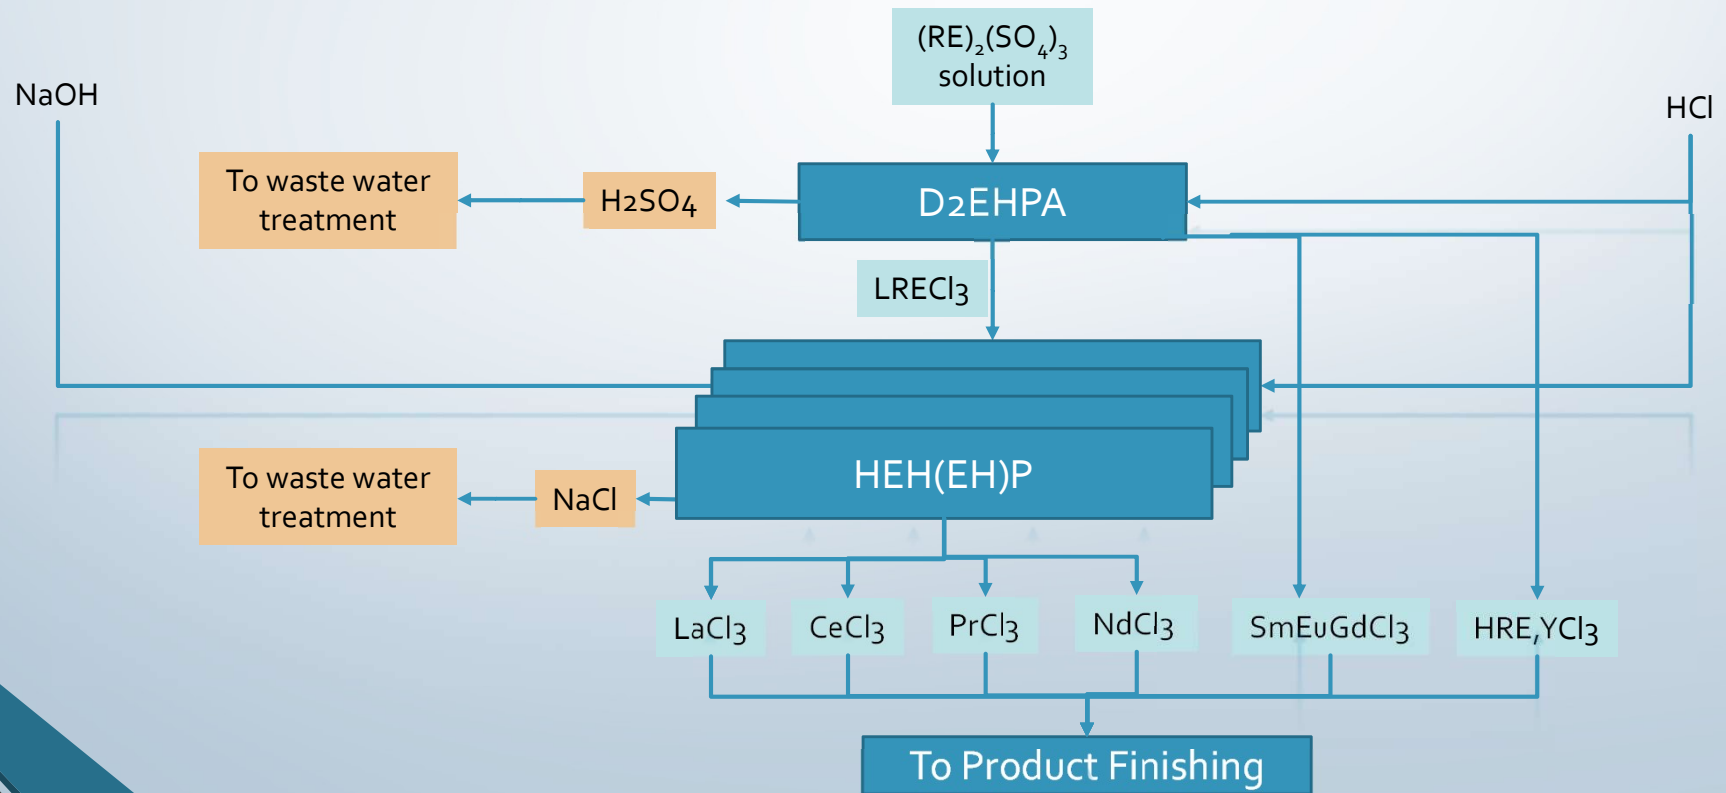 (RE)₂(SO₄)₃
solution
NaOH
HCl
To waste water
treatment
H2SO4
D2EHPA
LRECl3
HEH(EH)P
To waste water
treatment
NaCl
LaCl3
CeCl3
PrCl3
NdCl3
SmEuGdCl3
HRE,YCl3
To Product Finishing